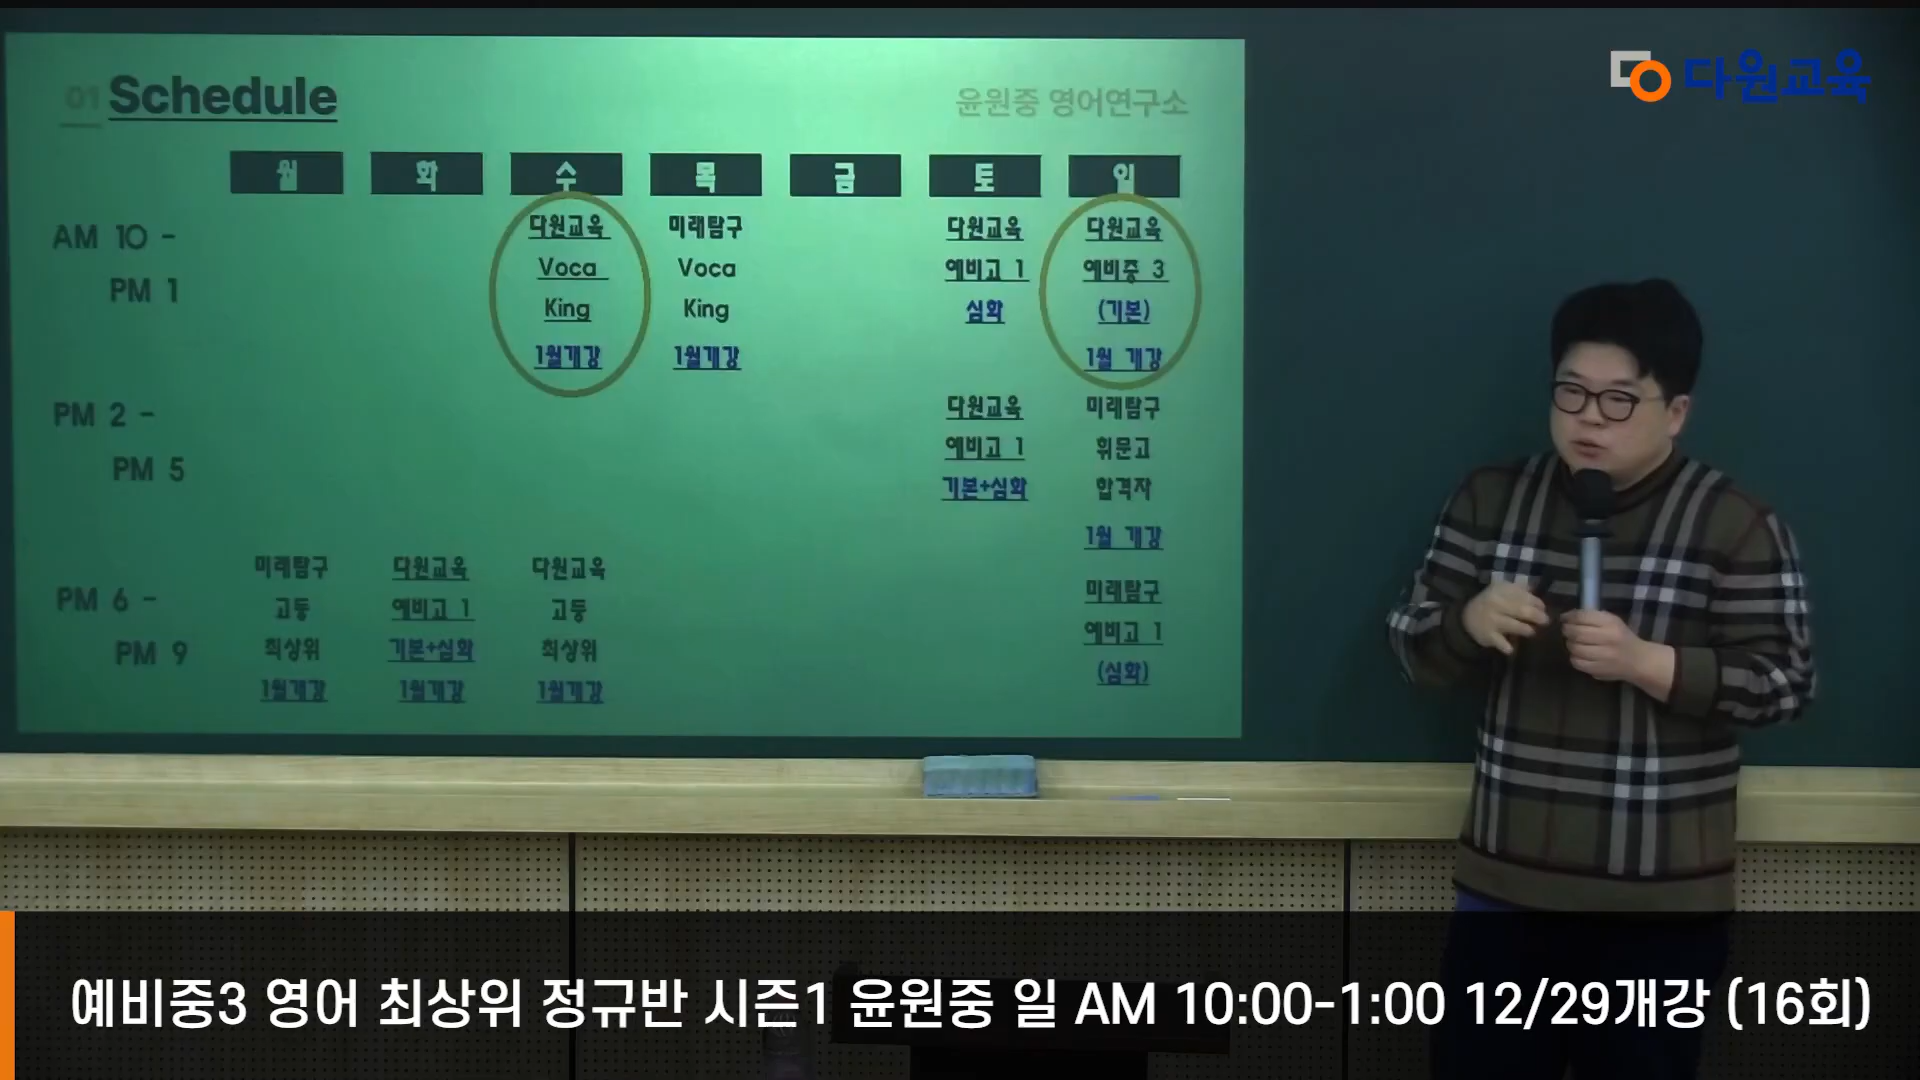 01 Schedule
윤원중 영어연구소
다원교육
월 화 수 목 금 토 일
AM 10 -
PM 1
다원교육
Voca
King
1월개강
미래탐구
Voca
King
1월개강
다원교육
예비고 1
심화
다원교육
예비중 3
(기본)
1월 개강
PM 2 -
PM 5
다원교육
예비고 1
기본+심화
미래탐구
휘문고
합격자
1월 개강
PM 6 -
PM 9
미래탐구
고등
최상위
1월개강
다원교육
예비고 1
기본+심화
1월개강
다원교육
고등
최상위
1월개강
미래탐구
예비고 1
(심화)
예비중3 영어 최상위 정규반 시즌1 윤원중 일 AM 10:00-1:00 12/29개강 (16회)